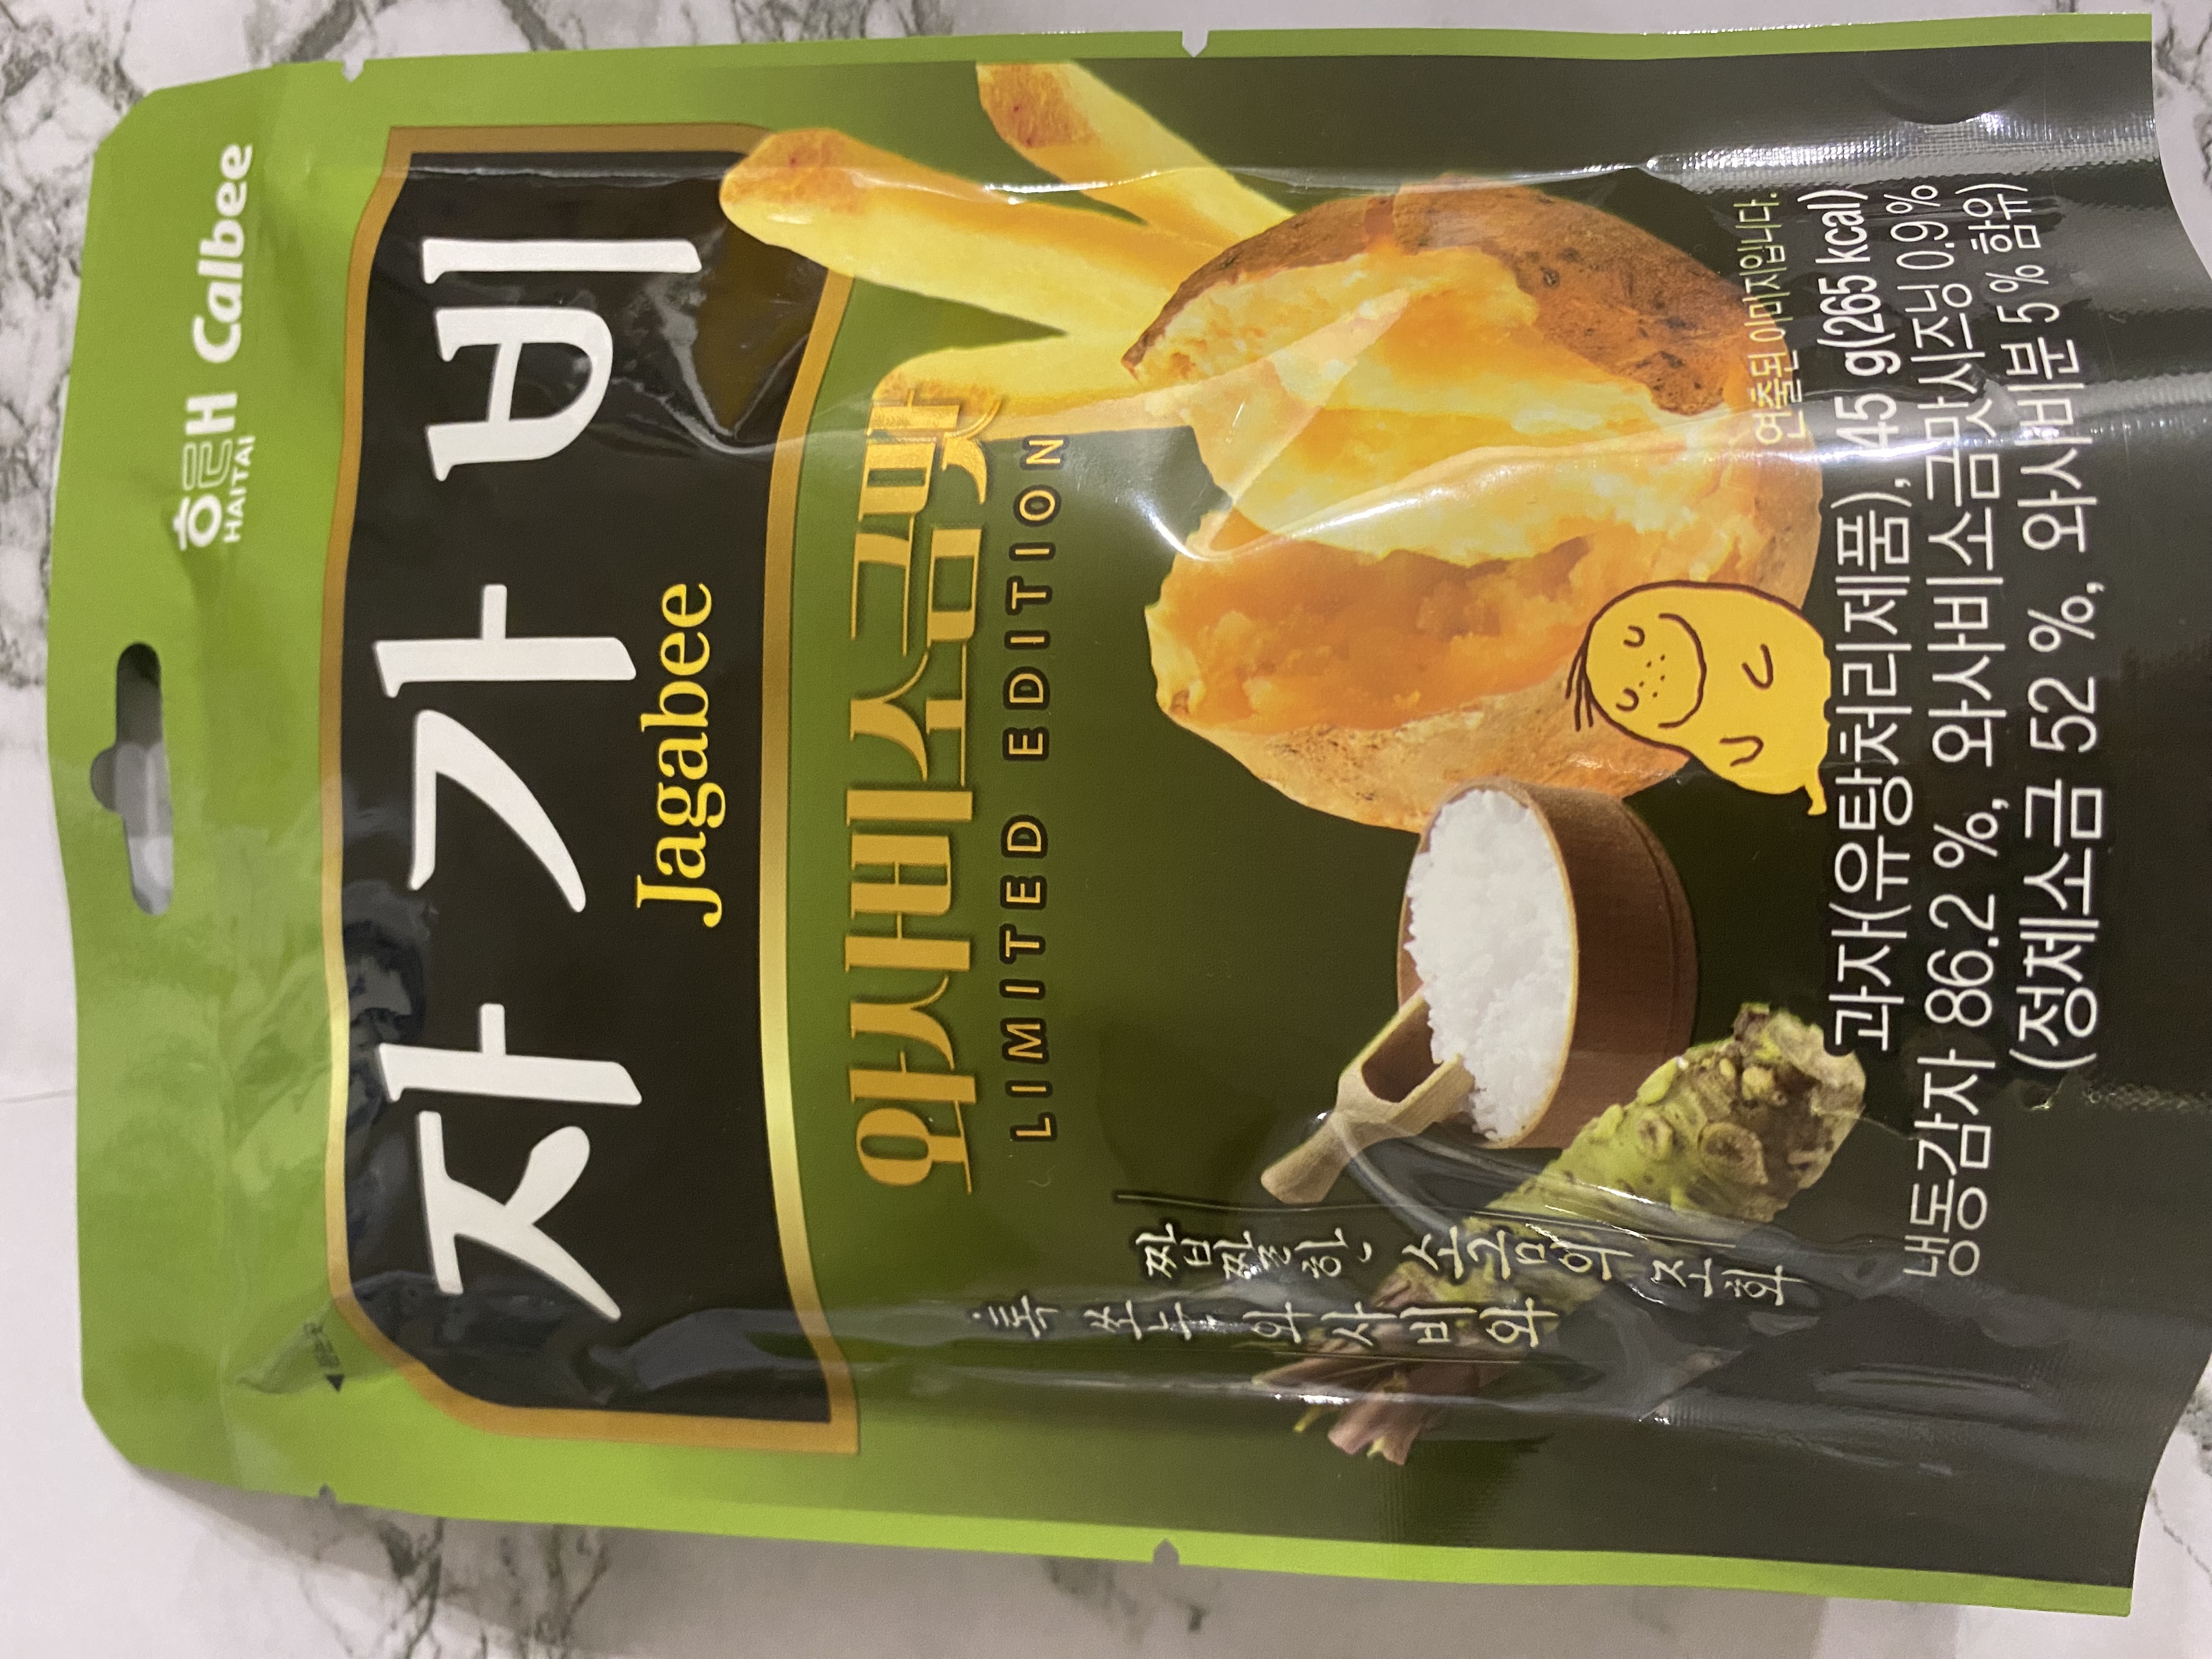 해태 Calbee
HAITAI
자가비
Jagabee
와사비소금맛
LIMITED EDITION
톡 쏘는 와사비와
짭짤한 소금의 조화
연출된 이미지입니다.
과자(유탕처리제품), 45 g(265 kcal)
냉동감자 86.2 %, 와사비소금맛시즈닝 0.9 %
(정제소금 52 %, 와사비분 5 % 함유)